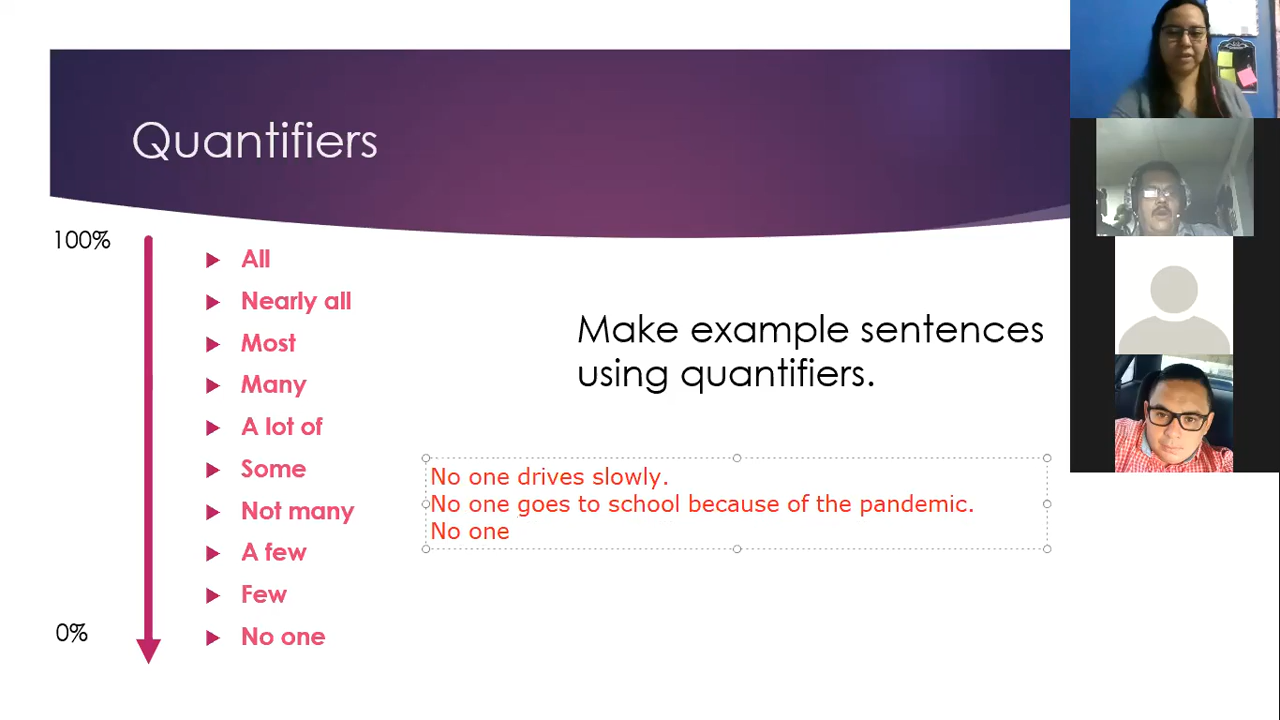 Quantifiers
100%
All
Nearly all
Most
Many
A lot of
Some
Not many
A few
Few
No one
0%
Make example sentences
using quantifiers.
No one drives slowly.
No one goes to school because of the pandemic.
No one